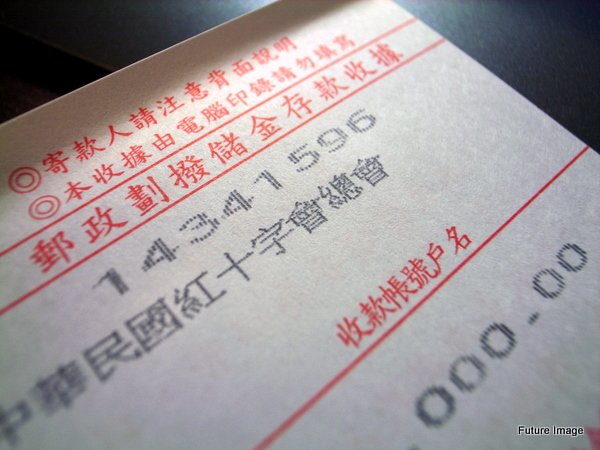 ◎寄款人請注意背面說明
◎本收據由電腦印錄請勿填寫
郵政劃撥儲金存款收據
14341596
中華民國紅十字會總會
收款帳號戶名
000.00
Future Image